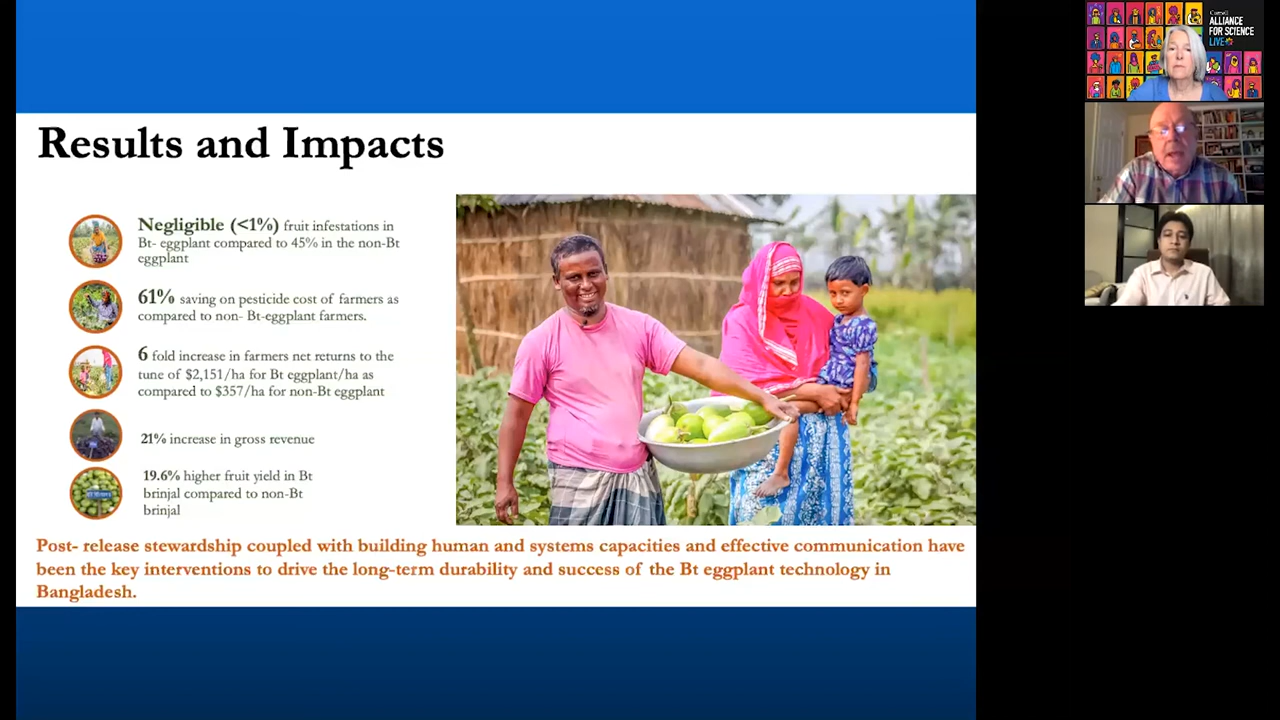 Results and Impacts
Negligible (<1%) fruit infestations in
Bt- eggplant compared to 45% in the non-Bt
eggplant
61% saving on pesticide cost of farmers as
compared to non- Bt-eggplant farmers.
6 fold increase in farmers net returns to the
tune of $2,151/ha for Bt eggplant/ha as
compared to $357/ha for non-Bt eggplant
21% increase in gross revenue
19.6% higher fruit yield in Bt
brinjal compared to non-Bt
brinjal
Post- release stewardship coupled with building human and systems capacities and effective communication have
been the key interventions to drive the long-term durability and success of the Bt eggplant technology in
Bangladesh.
Cornell
ALLIANCE
FOR SCIENCE
LIVE